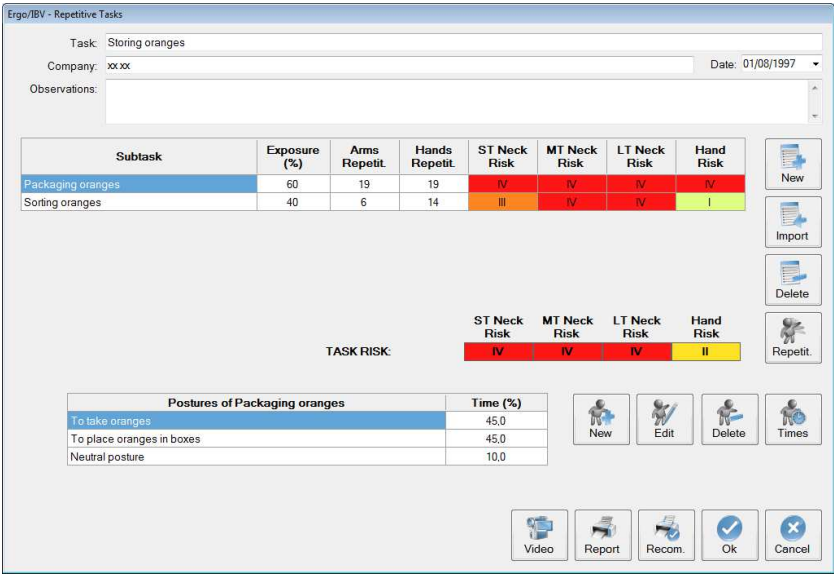 Ergo/IBV - Repetitive Tasks
Task: Storing oranges
Company: xx xx Date: 01/08/1997
Observations:
Subtask Exposure (%) Arms Repetit. Hands Repetit. ST Neck Risk MT Neck Risk LT Neck Risk Hand Risk
Packaging oranges 60 19 19 IV IV IV IV
Sorting oranges 40 6 14 III IV IV I
New
Import
Delete
Repetit.
ST Neck Risk MT Neck Risk LT Neck Risk Hand Risk
TASK RISK: IV IV IV II
Postures of Packaging oranges Time (%)
To take oranges 45,0
To place oranges in boxes 45,0
Neutral posture 10,0
New Edit Delete Times
Video Report Recom. Ok Cancel